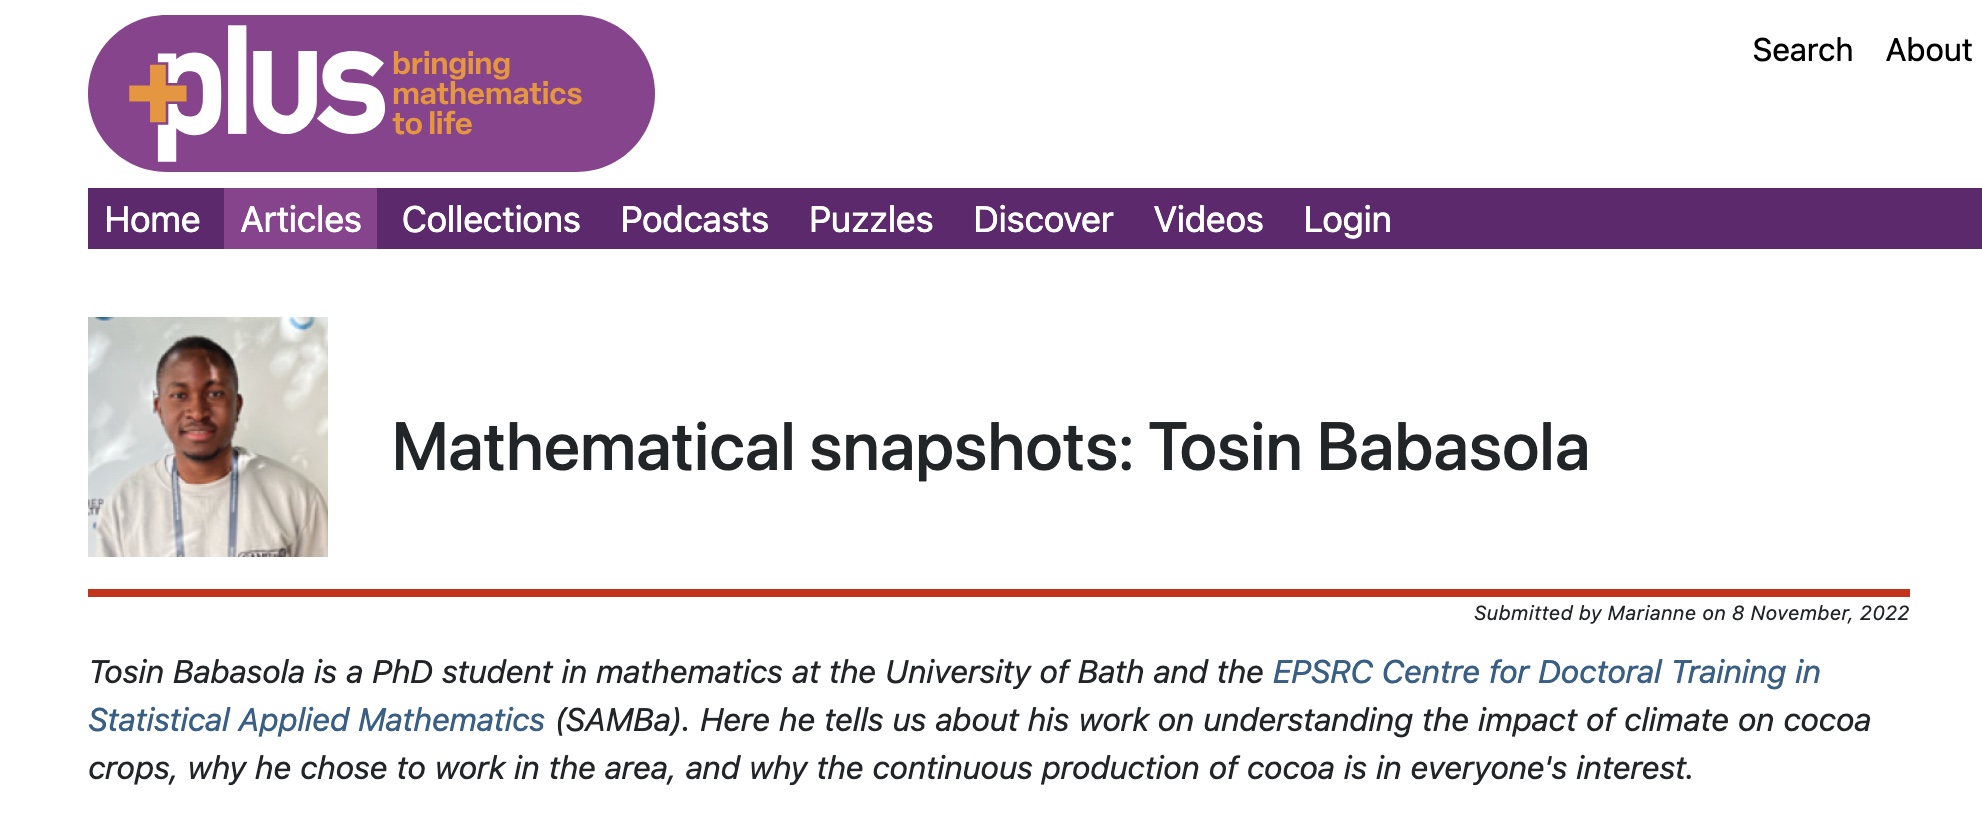 plus
bringing
mathematics
to life
Search About
Home Articles Collections Podcasts Puzzles Discover Videos Login
Mathematical snapshots: Tosin Babasola
Submitted by Marianne on 8 November, 2022
Tosin Babasola is a PhD student in mathematics at the University of Bath and the EPSRC Centre for Doctoral Training in
Statistical Applied Mathematics (SAMBa). Here he tells us about his work on understanding the impact of climate on cocoa
crops, why he chose to work in the area, and why the continuous production of cocoa is in everyone's interest.